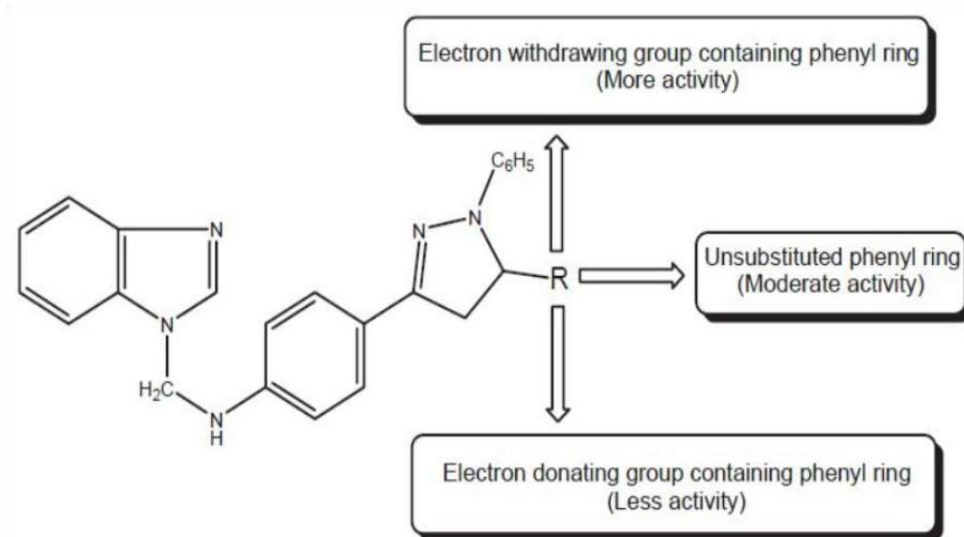 Electron withdrawing group containing phenyl ring
(More activity)
C6H5
N
N
N
R
Unsubstituted phenyl ring
(Moderate activity)
N
H2C
N
H
Electron donating group containing phenyl ring
(Less activity)